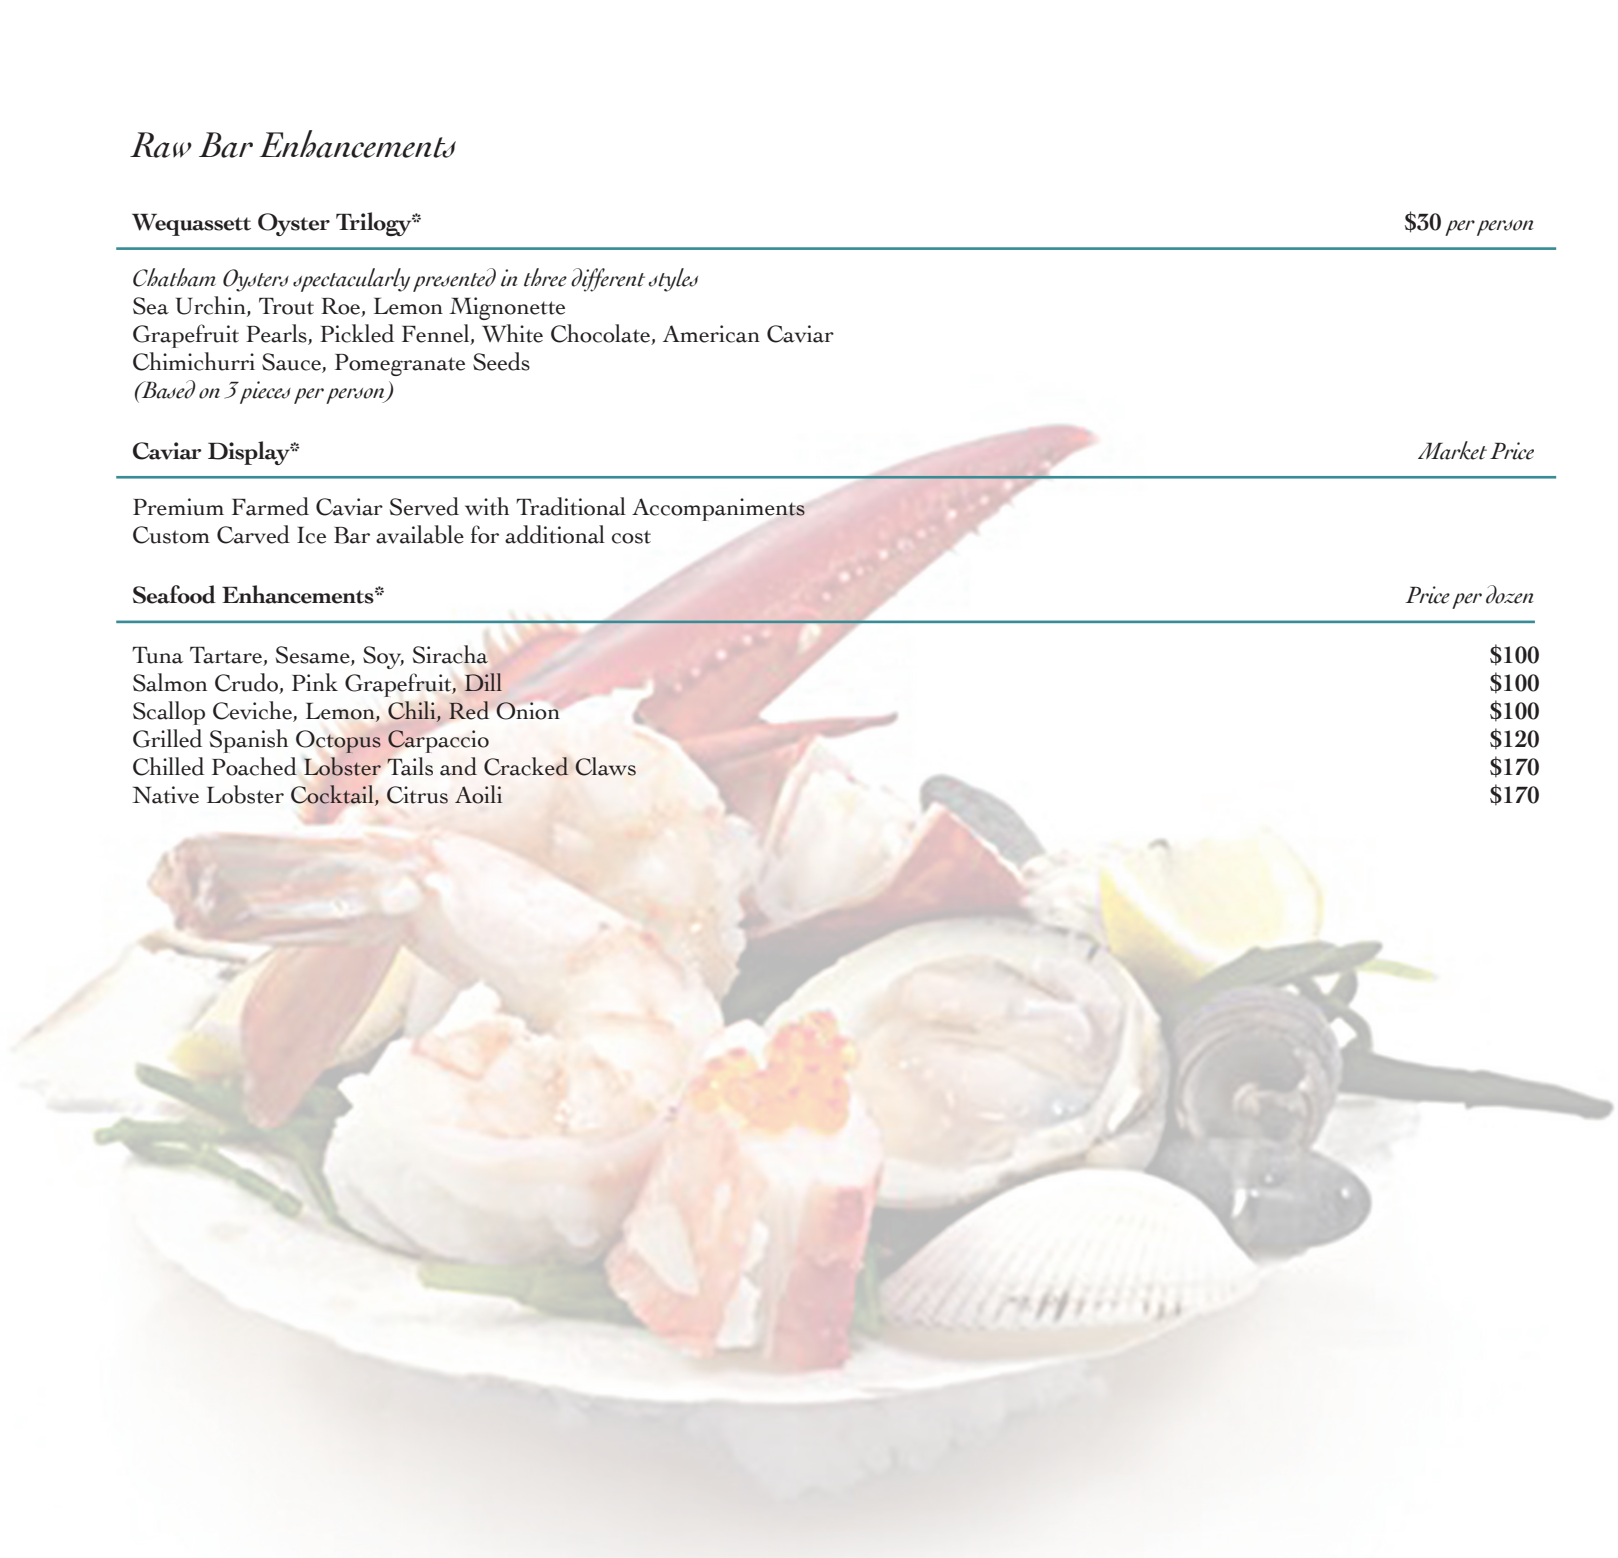 Raw Bar Enhancements
Wequassett Oyster Trilogy* $30 per person
Chatham Oysters spectacularly presented in three different styles
Sea Urchin, Trout Roe, Lemon Mignonette
Grapefruit Pearls, Pickled Fennel, White Chocolate, American Caviar
Chimichurri Sauce, Pomegranate Seeds
(Based on 3 pieces per person)
Caviar Display* Market Price
Premium Farmed Caviar Served with Traditional Accompaniments
Custom Carved Ice Bar available for additional cost
Seafood Enhancements* Price per dozen
Tuna Tartare, Sesame, Soy, Siracha $100
Salmon Crudo, Pink Grapefruit, Dill $100
Scallop Ceviche, Lemon, Chili, Red Onion $100
Grilled Spanish Octopus Carpaccio $120
Chilled Poached Lobster Tails and Cracked Claws $170
Native Lobster Cocktail, Citrus Aoili $170